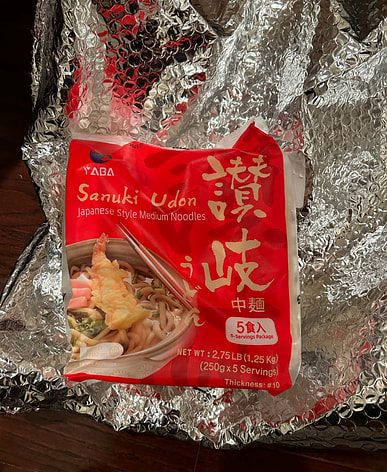 YABA
Sanuki Udon
Japanese Style Medium Noodles
讃岐
うどん
中麺
5食入
5-Servings Package
NET WT : 2.75 LB (1.25 Kg)
(250g x 5 Servings)
Thickness: #10